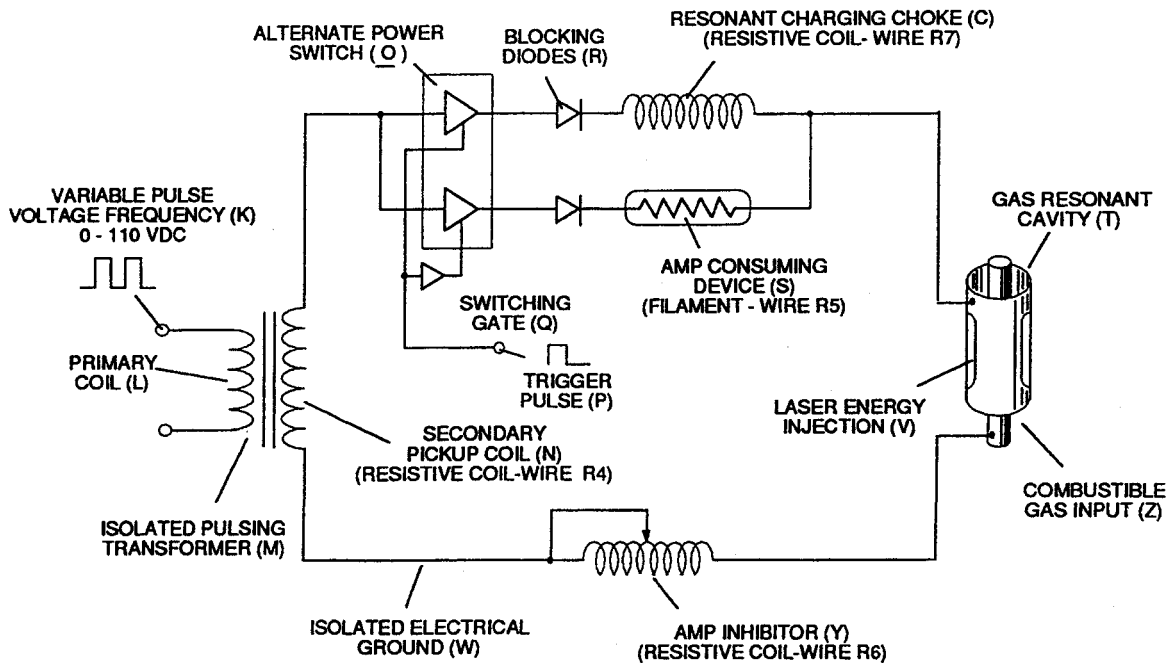 RESONANT CHARGING CHOKE (C)
(RESISTIVE COIL- WIRE R7)
ALTERNATE POWER
SWITCH ( O )
BLOCKING
DIODES (R)
VARIABLE PULSE
VOLTAGE FREQUENCY (K)
0 - 110 VDC
GAS RESONANT
CAVITY (T)
AMP CONSUMING
DEVICE (S)
(FILAMENT - WIRE R5)
SWITCHING
GATE (Q)
PRIMARY
COIL (L)
TRIGGER
PULSE (P)
LASER ENERGY
INJECTION (V)
SECONDARY
PICKUP COIL (N)
(RESISTIVE COIL-WIRE R4)
COMBUSTIBLE
GAS INPUT (Z)
ISOLATED PULSING
TRANSFORMER (M)
ISOLATED ELECTRICAL
GROUND (W)
AMP INHIBITOR (Y)
(RESISTIVE COIL-WIRE R6)